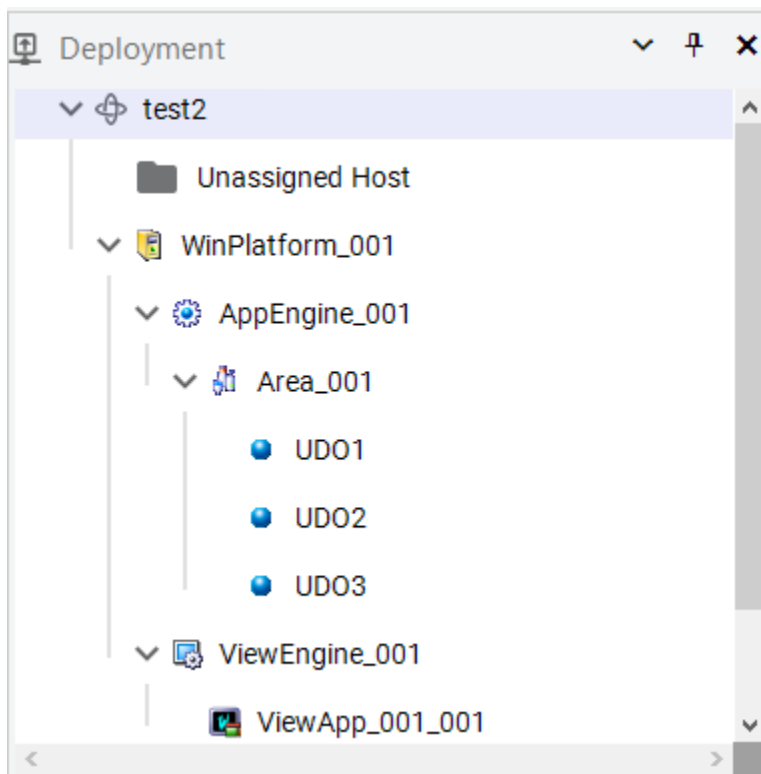 Deployment
test2
Unassigned Host
WinPlatform_001
AppEngine_001
Area_001
UDO1
UDO2
UDO3
ViewEngine_001
ViewApp_001_001